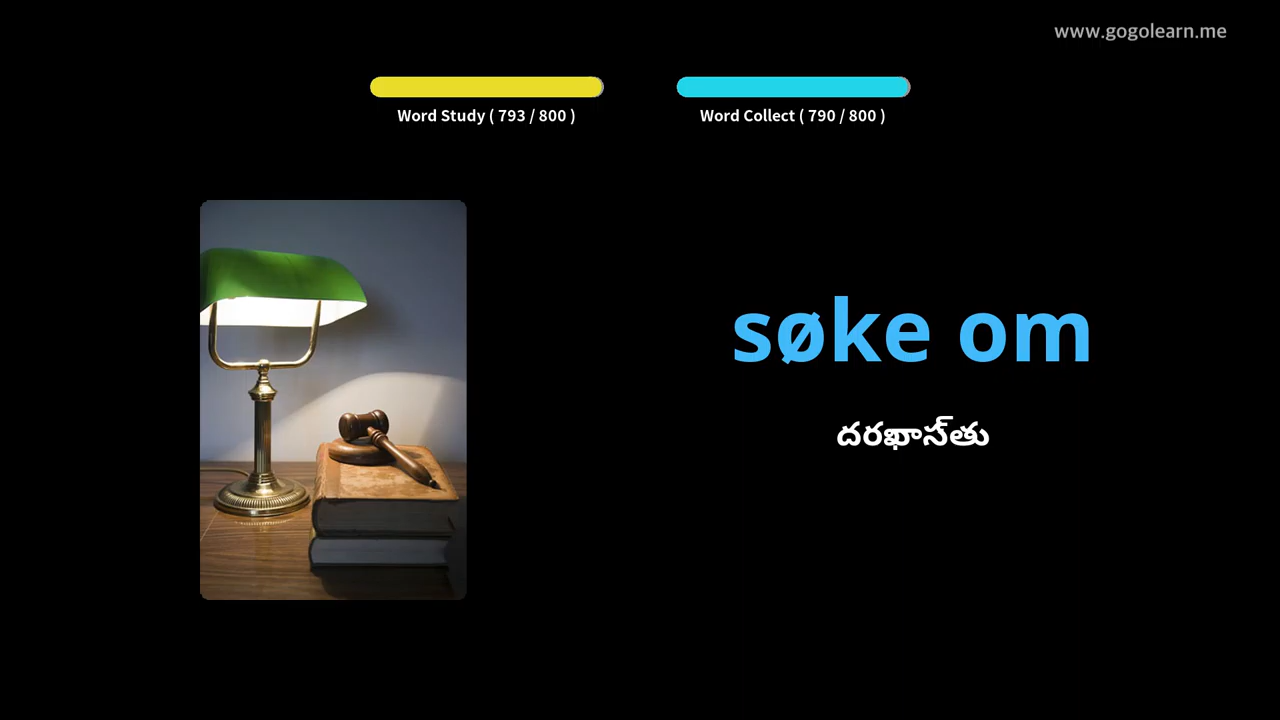 www.gogolearn.me
Word Study ( 793 / 800 )
Word Collect ( 790 / 800 )
søke om
దరఖాస్‌తు